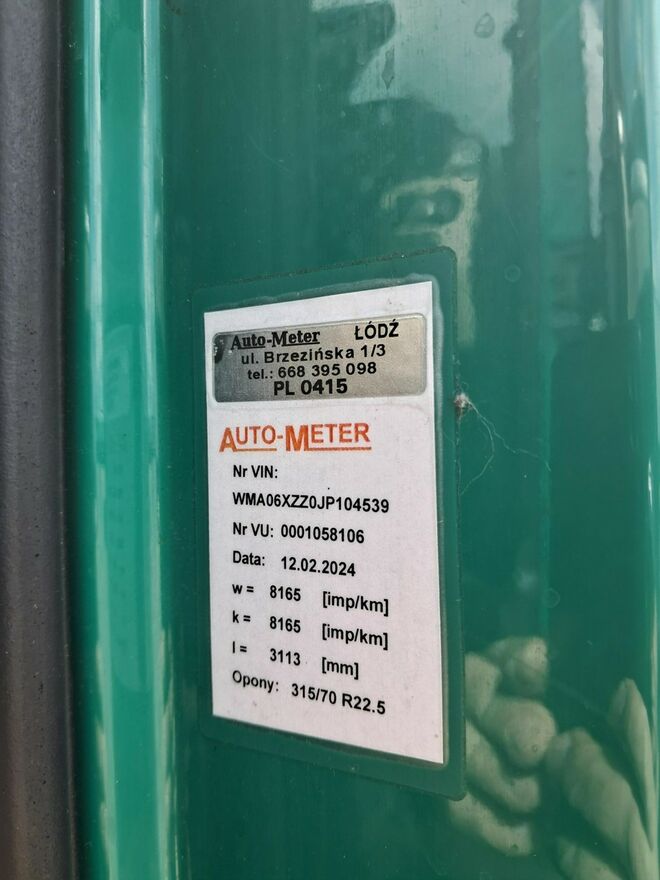 Auto-Meter ŁÓDŹ
ul. Brzezińska 1/3
tel.: 668 395 098
PL 0415
AUTO-METER
Nr VIN:
WMA06XZZ0JP104539
Nr VU: 0001058106
Data: 12.02.2024
w = 8165 [imp/km]
k = 8165 [imp/km]
l = 3113 [mm]
Opony: 315/70 R22.5